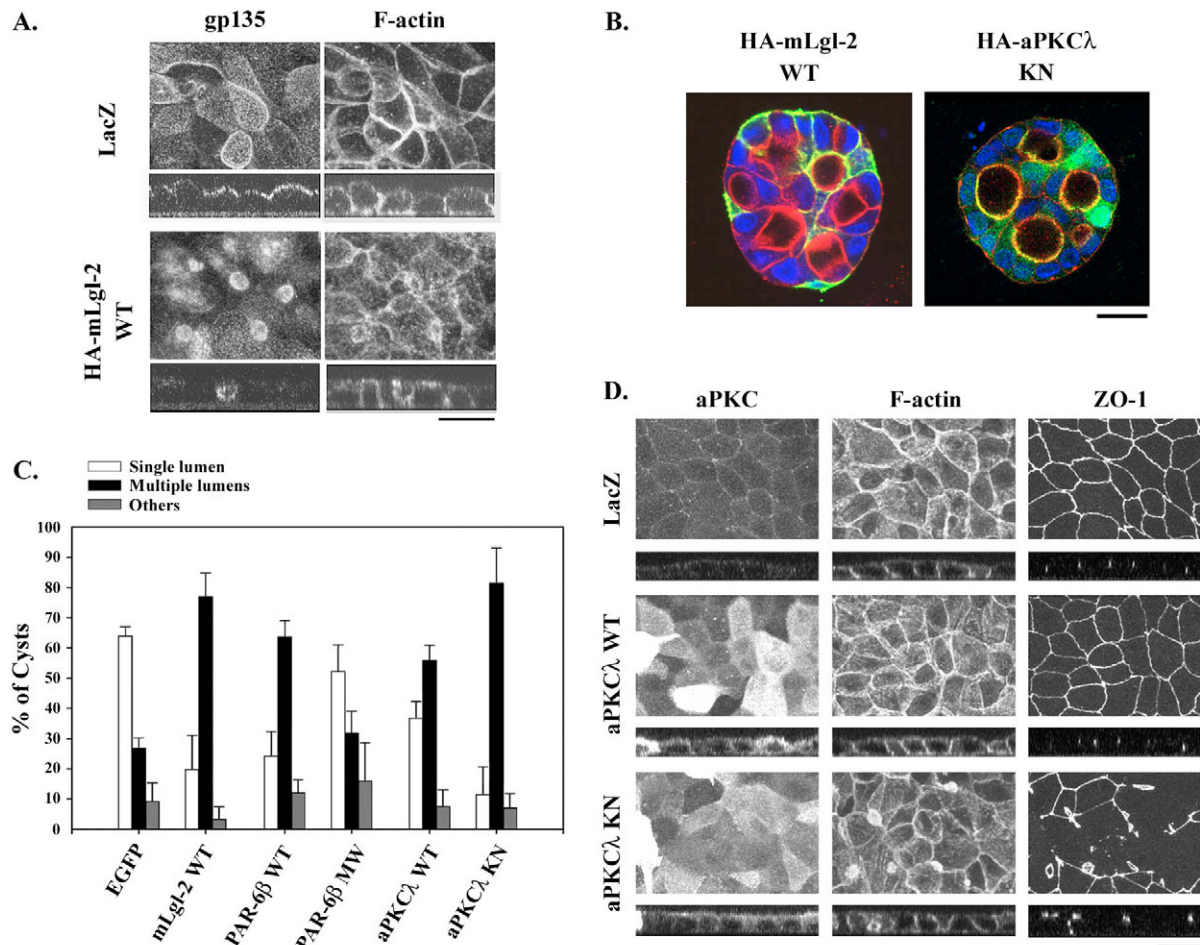 A.
gp135 F-actin
LacZ
HA-mLgl-2
WT
B.
HA-mLgl-2
WT
HA-aPKCλ
KN
C.
Single lumen
Multiple lumens
Others
% of Cysts
100
90
80
70
60
50
40
30
20
10
0
EGFP
mLgl-2 WT
PAR-6β WT
PAR-6β MW
aPKCλ WT
aPKCλ KN
D.
aPKC F-actin ZO-1
LacZ
aPKCλ WT
aPKCλ KN